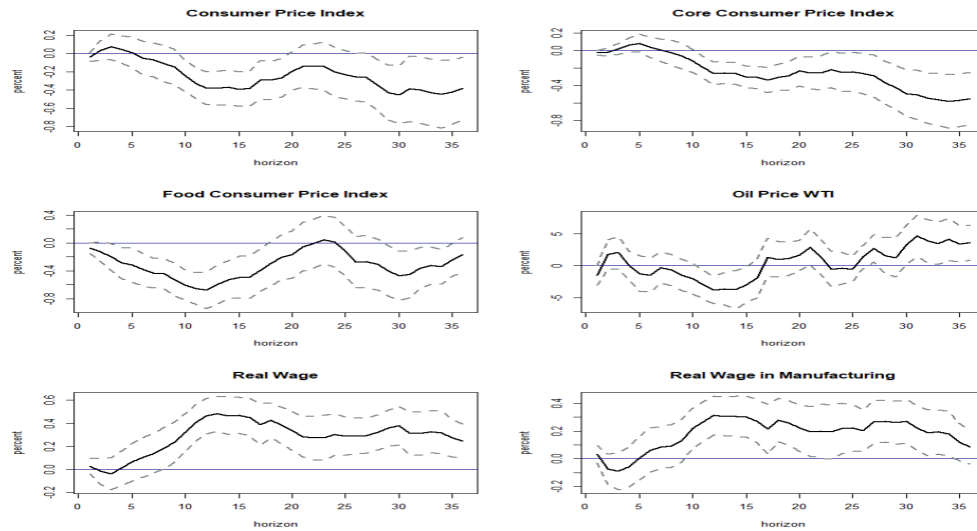 Consumer Price Index
Core Consumer Price Index
percent
0.2
0.0
-0.2
-0.4
-0.6
-0.8
0 5 10 15 20 25 30 35
horizon
percent
0.4
0.0
-0.4
-0.8
0 5 10 15 20 25 30 35
horizon
Food Consumer Price Index
Oil Price WTI
percent
0.4
0.0
-0.4
-0.8
0 5 10 15 20 25 30 35
horizon
percent
5
0
-5
0 5 10 15 20 25 30 35
horizon
Real Wage
Real Wage in Manufacturing
percent
0.6
0.4
0.2
0.0
-0.2
0 5 10 15 20 25 30 35
horizon
percent
0.4
0.2
0.0
-0.2
0 5 10 15 20 25 30 35
horizon